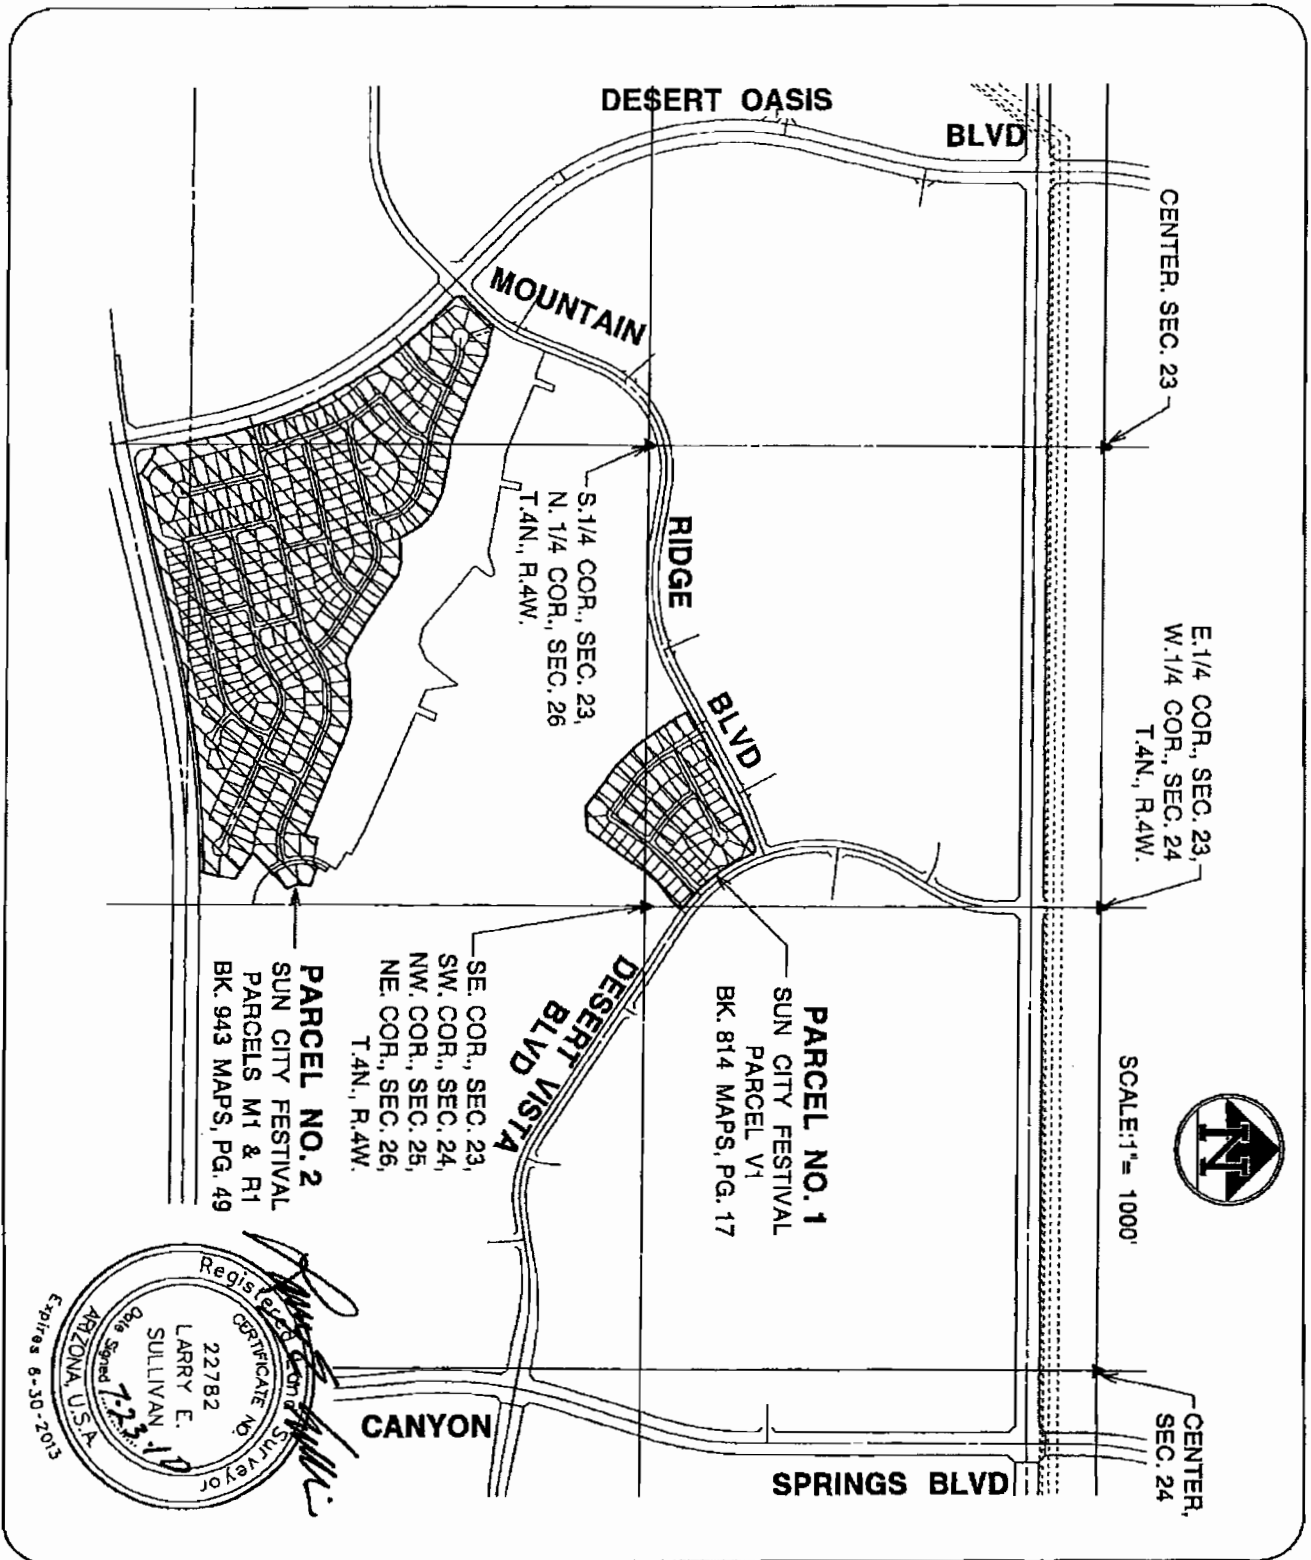 DESERT OASIS
BLVD
CENTER. SEC. 23
MOUNTAIN
RIDGE
BLVD
S.1/4 COR., SEC. 23,
N. 1/4 COR., SEC. 26
T.4N., R.4W.
E.1/4 COR., SEC. 23,
W.1/4 COR., SEC. 24
T.4N., R.4W.
SCALE:1"= 1000'
N
PARCEL NO. 1
SUN CITY FESTIVAL
PARCEL V1
BK. 814 MAPS, PG. 17
DESERT VISTA
BLVD
SE. COR., SEC. 23,
SW. COR., SEC. 24,
NW. COR., SEC. 25,
NE. COR., SEC. 26,
T.4N., R.4W.
PARCEL NO. 2
SUN CITY FESTIVAL
PARCELS M1 & R1
BK. 943 MAPS, PG. 49
CENTER,
SEC. 24
CANYON
SPRINGS BLVD
Registered Land Surveyor
CERTIFICATE NO.
22782
LARRY E.
SULLIVAN
Date Signed 7-23-10
ARIZONA, U.S.A.
Expires 6-30-2013